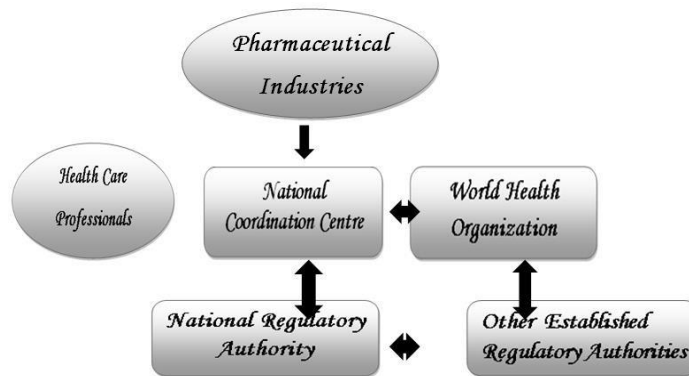 Pharmaceutical
Industries
Health Care
Professionals
National
Coordination Centre
World Health
Organization
National Regulatory
Authority
Other Established
Regulatory Authorities